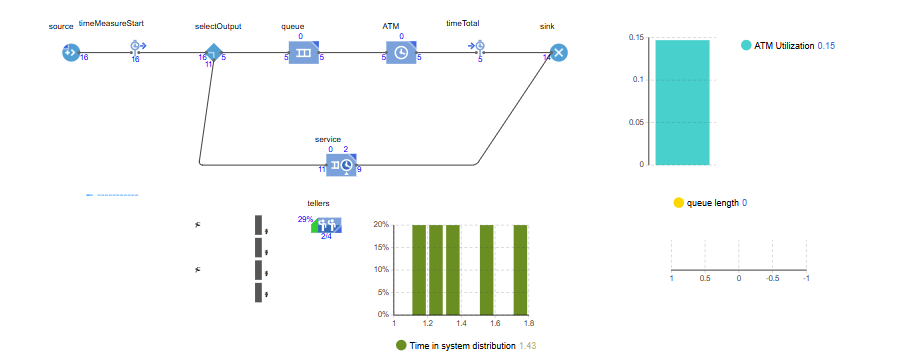 source timeMeasureStart selectOutput queue ATM timeTotal sink
0 0
16 16 16 5 5 5 5 5 5 14
11
service
0 2
11 9
tellers
29%
2/4
0.15
0.1
0.05
0
ATM Utilization 0.15
queue length 0
1 0.5 0 -0.5 -1
20%
15%
10%
5%
0%
1 1.2 1.4 1.6 1.8
Time in system distribution 1.43